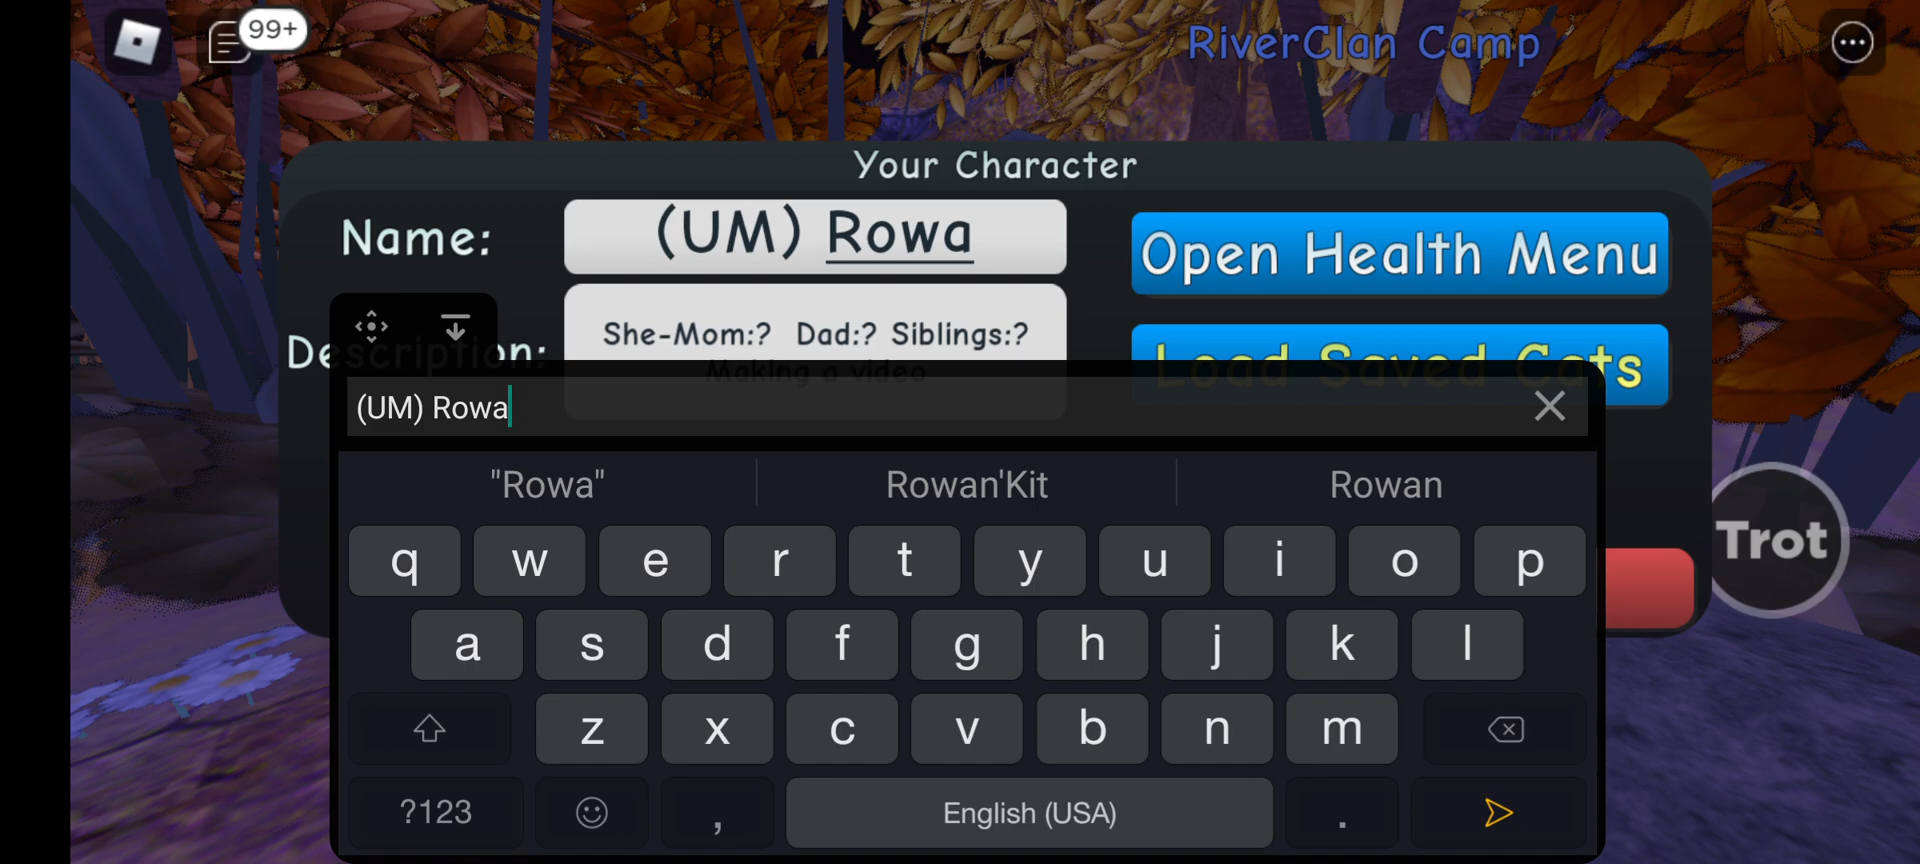 99+
RiverClan Camp
Your Character
Name:
(UM) Rowa
Open Health Menu
Description:
She-Mom:? Dad:? Siblings:?
Making a video
Load Saved Cats
(UM) Rowa
"Rowa"
Rowan'Kit
Rowan
q w e r t y u i o p
Trot
a s d f g h j k l
z x c v b n m
?123 , English (USA) .